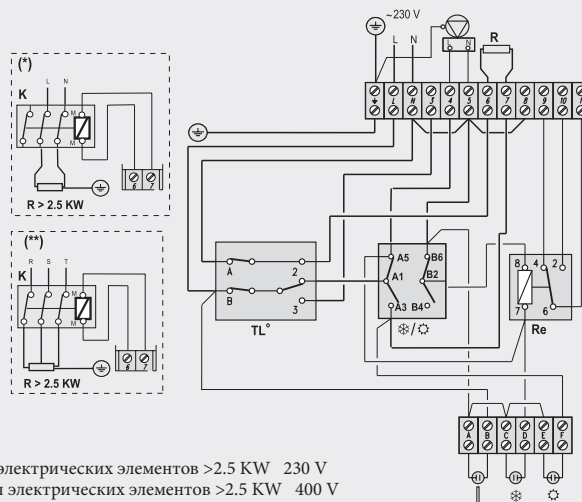 (*)
L N
K
M
M
6 7
R > 2.5 KW
(**)
R S T
K
M
M
6 7
R > 2.5 KW
~230 V
L N
L N
R
L N 3 4 5 6 7 8 9 10
A 2
B
3
TL°
A5 B6
A1 B2
A3 B4
❄/☼
8 4 2
7 6
Re
A B C D E F
❄ ☼
электрических элементов >2.5 KW 230 V
электрических элементов >2.5 KW 400 V